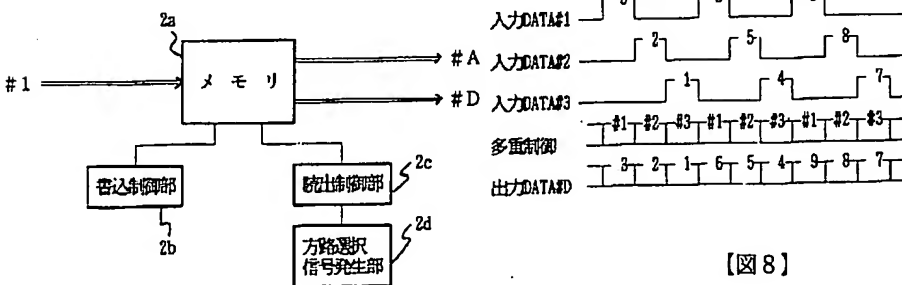 2a
メモリ
#1
#A
#D
書込制御部
2b
読出制御部
2c
方路選択
信号発生部
2d
入力DATA#1
入力DATA#2 2 5 8
入力DATA#3 1 4 7
多重制御 #1 #2 #3 #1 #2 #3 #1 #2 #3
出力DATA#D 3 2 1 6 5 4 9 8 7
【図8】